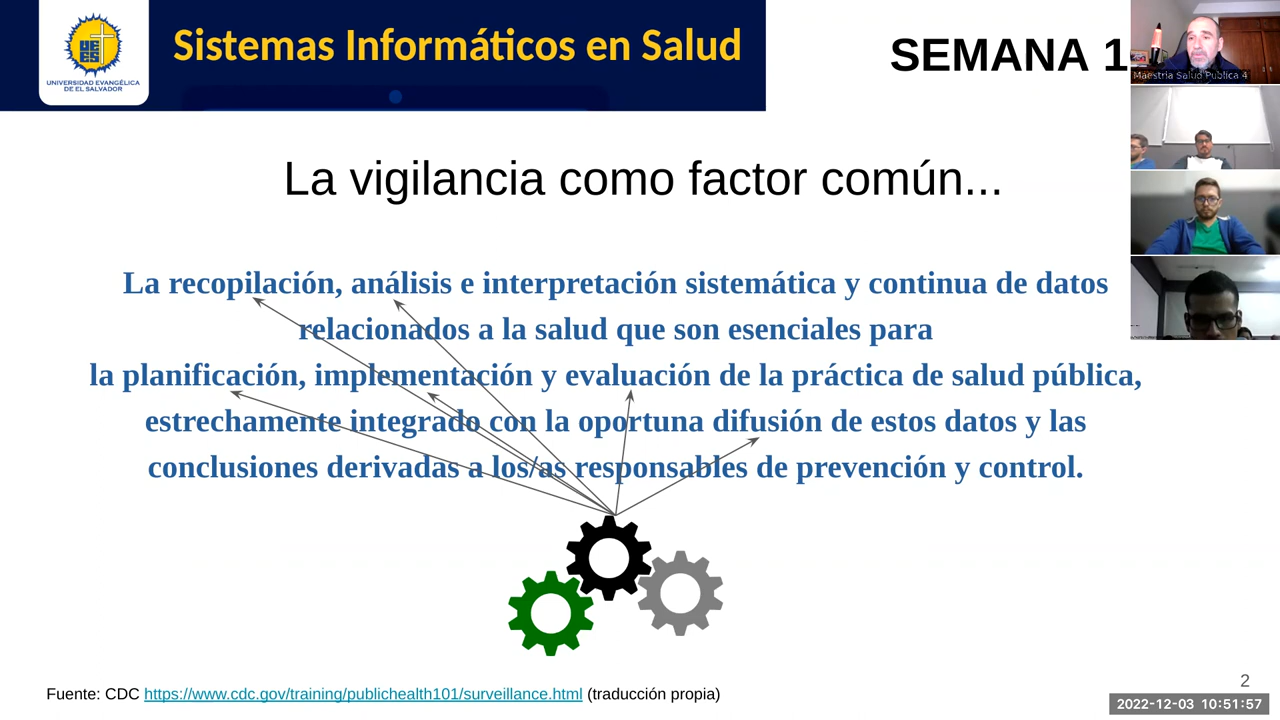 Sistemas Informáticos en Salud
UNIVERSIDAD EVANGÉLICA
DE EL SALVADOR
SEMANA 1
Maestria Salud Publica 4
La vigilancia como factor común...
La recopilación, análisis e interpretación sistemática y continua de datos
relacionados a la salud que son esenciales para
la planificación, implementación y evaluación de la práctica de salud pública,
estrechamente integrado con la oportuna difusión de estos datos y las
conclusiones derivadas a los/as responsables de prevención y control.
Fuente: CDC https://www.cdc.gov/training/publichealth101/surveillance.html (traducción propia)
2
2022-12-03 10:51:57